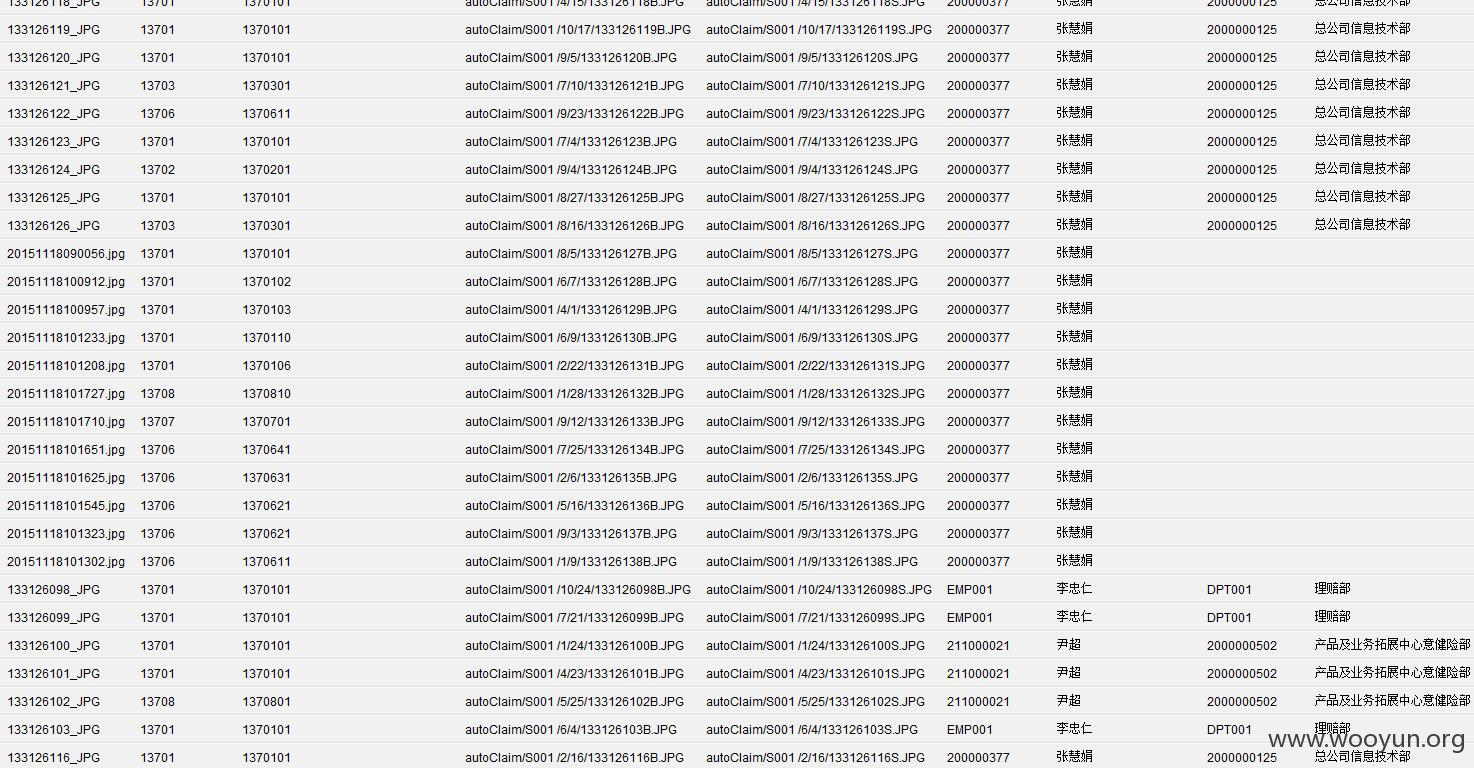 133126118_JPG 13701 1370101 autoClaim/S001 /4/15/133126118B.JPG autoClaim/S001 /4/15/133126118S.JPG 200000377 张慧娟 2000000125 总公司信息技术部
133126119_JPG 13701 1370101 autoClaim/S001 /10/17/133126119B.JPG autoClaim/S001 /10/17/133126119S.JPG 200000377 张慧娟 2000000125 总公司信息技术部
133126120_JPG 13701 1370101 autoClaim/S001 /9/5/133126120B.JPG autoClaim/S001 /9/5/133126120S.JPG 200000377 张慧娟 2000000125 总公司信息技术部
133126121_JPG 13703 1370301 autoClaim/S001 /7/10/133126121B.JPG autoClaim/S001 /7/10/133126121S.JPG 200000377 张慧娟 2000000125 总公司信息技术部
133126122_JPG 13706 1370611 autoClaim/S001 /9/23/133126122B.JPG autoClaim/S001 /9/23/133126122S.JPG 200000377 张慧娟 2000000125 总公司信息技术部
133126123_JPG 13701 1370101 autoClaim/S001 /7/4/133126123B.JPG autoClaim/S001 /7/4/133126123S.JPG 200000377 张慧娟 2000000125 总公司信息技术部
133126124_JPG 13702 1370201 autoClaim/S001 /9/4/133126124B.JPG autoClaim/S001 /9/4/133126124S.JPG 200000377 张慧娟 2000000125 总公司信息技术部
133126125_JPG 13701 1370101 autoClaim/S001 /8/27/133126125B.JPG autoClaim/S001 /8/27/133126125S.JPG 200000377 张慧娟 2000000125 总公司信息技术部
133126126_JPG 13703 1370301 autoClaim/S001 /8/16/133126126B.JPG autoClaim/S001 /8/16/133126126S.JPG 200000377 张慧娟 2000000125 总公司信息技术部
20151118090056.jpg 13701 1370101 autoClaim/S001 /8/5/133126127B.JPG autoClaim/S001 /8/5/133126127S.JPG 200000377 张慧娟
20151118100912.jpg 13701 1370102 autoClaim/S001 /6/7/133126128B.JPG autoClaim/S001 /6/7/133126128S.JPG 200000377 张慧娟
20151118100957.jpg 13701 1370103 autoClaim/S001 /4/1/133126129B.JPG autoClaim/S001 /4/1/133126129S.JPG 200000377 张慧娟
20151118101233.jpg 13701 1370110 autoClaim/S001 /6/9/133126130B.JPG autoClaim/S001 /6/9/133126130S.JPG 200000377 张慧娟
20151118101208.jpg 13701 1370106 autoClaim/S001 /2/22/133126131B.JPG autoClaim/S001 /2/22/133126131S.JPG 200000377 张慧娟
20151118101727.jpg 13708 1370810 autoClaim/S001 /1/28/133126132B.JPG autoClaim/S001 /1/28/133126132S.JPG 200000377 张慧娟
20151118101710.jpg 13707 1370701 autoClaim/S001 /9/12/133126133B.JPG autoClaim/S001 /9/12/133126133S.JPG 200000377 张慧娟
20151118101651.jpg 13706 1370641 autoClaim/S001 /7/25/133126134B.JPG autoClaim/S001 /7/25/133126134S.JPG 200000377 张慧娟
20151118101625.jpg 13706 1370631 autoClaim/S001 /2/6/133126135B.JPG autoClaim/S001 /2/6/133126135S.JPG 200000377 张慧娟
20151118101545.jpg 13706 1370621 autoClaim/S001 /5/16/133126136B.JPG autoClaim/S001 /5/16/133126136S.JPG 200000377 张慧娟
20151118101323.jpg 13706 1370621 autoClaim/S001 /9/3/133126137B.JPG autoClaim/S001 /9/3/133126137S.JPG 200000377 张慧娟
20151118101302.jpg 13706 1370611 autoClaim/S001 /1/9/133126138B.JPG autoClaim/S001 /1/9/133126138S.JPG 200000377 张慧娟
133126098_JPG 13701 1370101 autoClaim/S001 /10/24/133126098B.JPG autoClaim/S001 /10/24/133126098S.JPG EMP001 李忠仁 DPT001 理赔部
133126099_JPG 13701 1370101 autoClaim/S001 /7/21/133126099B.JPG autoClaim/S001 /7/21/133126099S.JPG EMP001 李忠仁 DPT001 理赔部
133126100_JPG 13701 1370101 autoClaim/S001 /1/24/133126100B.JPG autoClaim/S001 /1/24/133126100S.JPG 211000021 尹超 2000000502 产品及业务拓展中心意健险部
133126101_JPG 13701 1370101 autoClaim/S001 /4/23/133126101B.JPG autoClaim/S001 /4/23/133126101S.JPG 211000021 尹超 2000000502 产品及业务拓展中心意健险部
133126102_JPG 13708 1370801 autoClaim/S001 /5/25/133126102B.JPG autoClaim/S001 /5/25/133126102S.JPG 211000021 尹超 2000000502 产品及业务拓展中心意健险部
133126103_JPG 13701 1370101 autoClaim/S001 /6/4/133126103B.JPG autoClaim/S001 /6/4/133126103S.JPG EMP001 李忠仁 DPT001 理赔部
www.wooyun.org
133126116_JPG 13701 1370101 autoClaim/S001 /2/16/133126116B.JPG autoClaim/S001 /2/16/133126116S.JPG 200000377 张慧娟 2000000125 总公司信息技术部